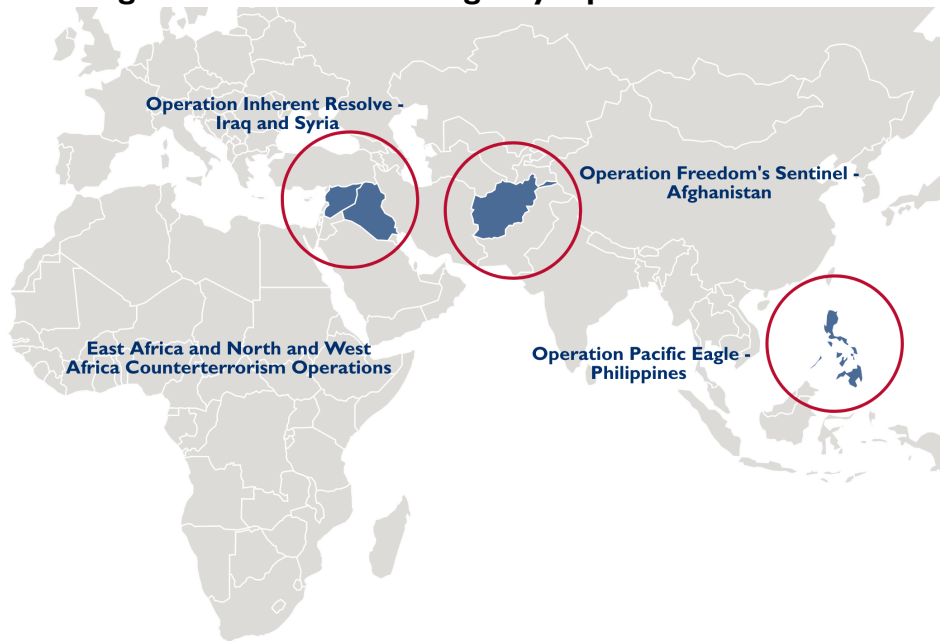 Operation Inherent Resolve -
Iraq and Syria
Operation Freedom's Sentinel -
Afghanistan
East Africa and North and West
Africa Counterterrorism Operations
Operation Pacific Eagle -
Philippines